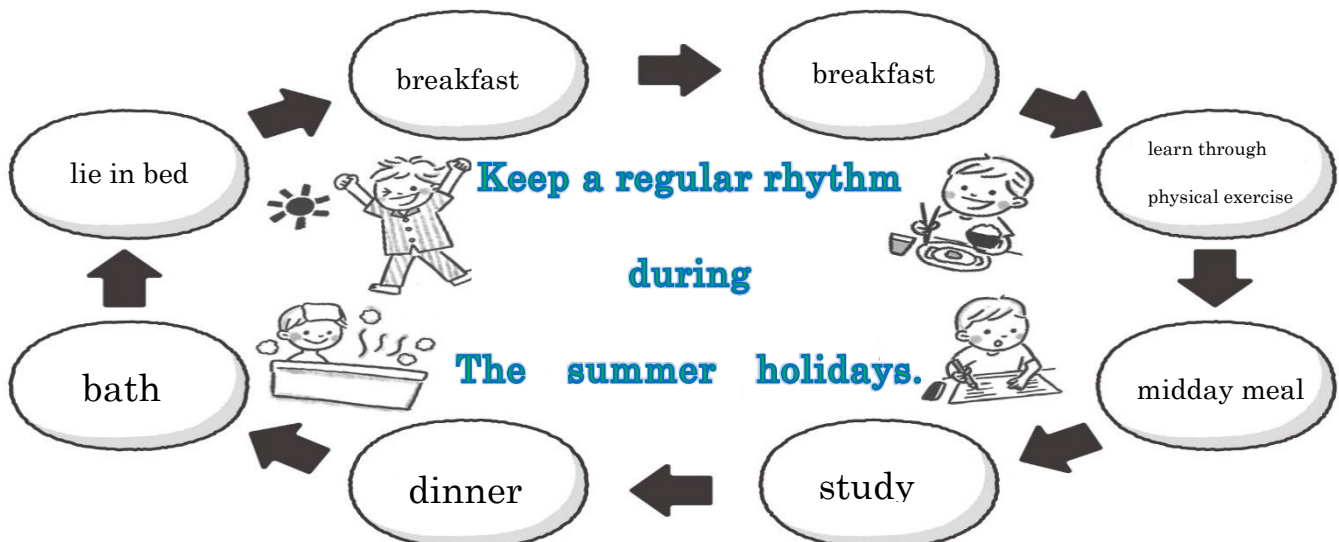 breakfast
breakfast
learn through
physical exercise
midday meal
study
dinner
bath
lie in bed
Keep a regular rhythm
during
The summer holidays.